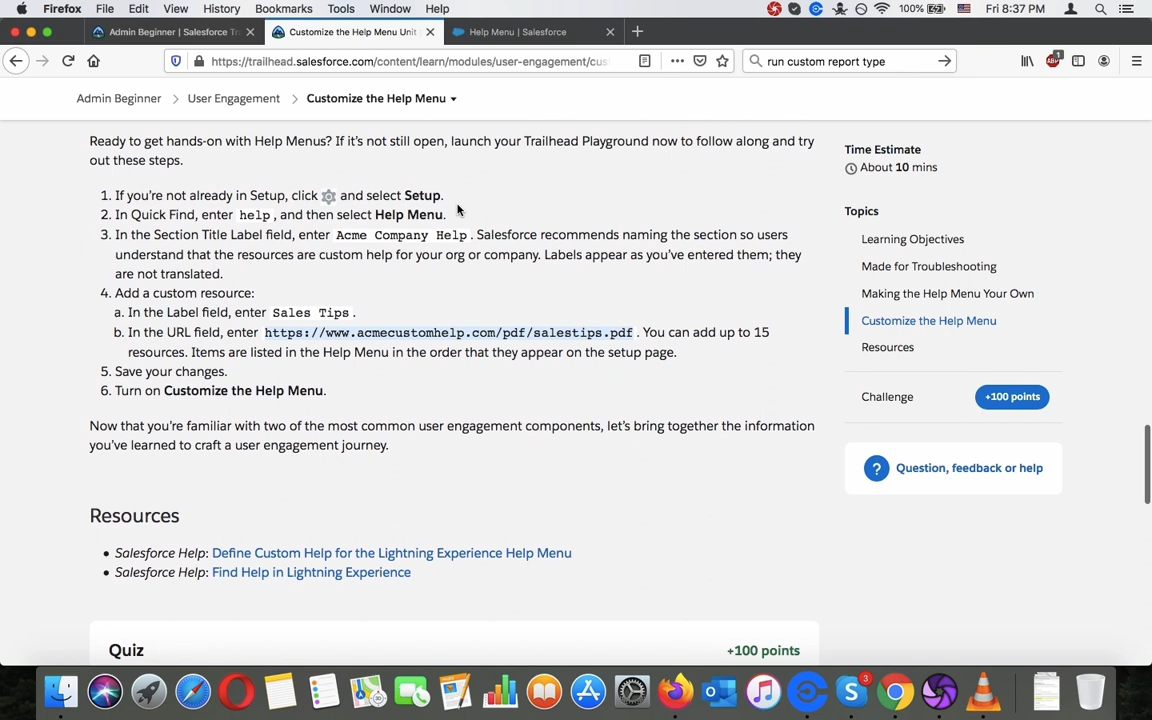 Firefox File Edit View History Bookmarks Tools Window Help 100% Fri 8:37 PM
Admin Beginner | Salesforce Tr
Customize the Help Menu Unit
Help Menu | Salesforce
https://trailhead.salesforce.com/content/learn/modules/user-engagement/cus
run custom report type
1
Admin Beginner User Engagement Customize the Help Menu
Ready to get hands-on with Help Menus? If it's not still open, launch your Trailhead Playground now to follow along and try
out these steps.
1. If you're not already in Setup, click and select Setup.
2. In Quick Find, enter help, and then select Help Menu.
3. In the Section Title Label field, enter Acme Company Help. Salesforce recommends naming the section so users
understand that the resources are custom help for your org or company. Labels appear as you've entered them; they
are not translated.
4. Add a custom resource:
a. In the Label field, enter Sales Tips.
b. In the URL field, enter https://www.acmecustomhelp.com/pdf/salestips.pdf. You can add up to 15
resources. Items are listed in the Help Menu in the order that they appear on the setup page.
5. Save your changes.
6. Turn on Customize the Help Menu.
Now that you're familiar with two of the most common user engagement components, let's bring together the information
you've learned to craft a user engagement journey.
Resources
• Salesforce Help: Define Custom Help for the Lightning Experience Help Menu
• Salesforce Help: Find Help in Lightning Experience
Quiz +100 points
Time Estimate
About 10 mins
Topics
Learning Objectives
Made for Troubleshooting
Making the Help Menu Your Own
Customize the Help Menu
Resources
Challenge +100 points
? Question, feedback or help
3